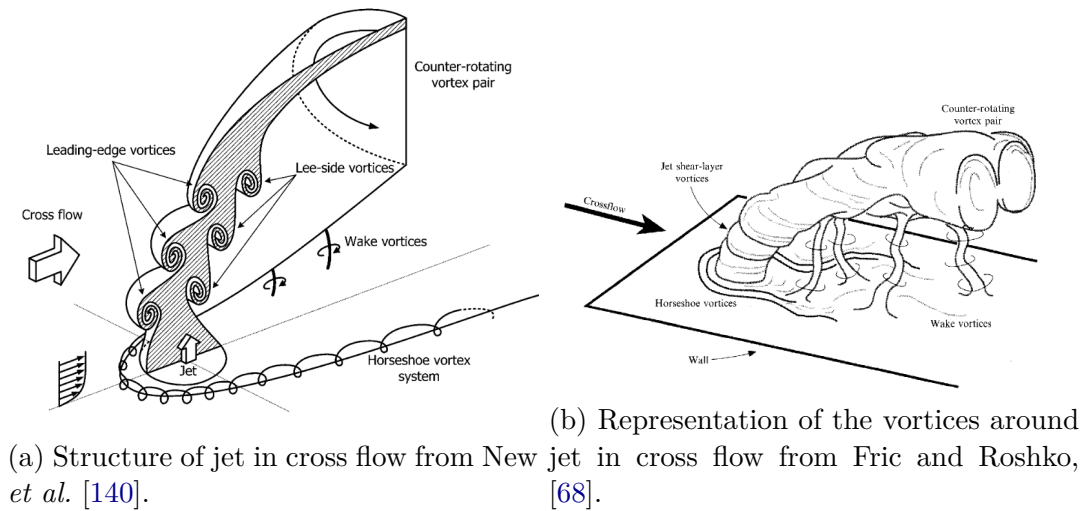 Counter-rotating
vortex pair
Leading-edge vortices
Lee-side vortices
Cross flow
Wake vortices
Horseshoe vortex
system
Jet
(a) Structure of jet in cross flow from New
et al. [140].
Counter-rotating
vortex pair
Jet shear-layer
vortices
Crossflow
Horseshoe vortices
Wake vortices
Wall
(b) Representation of the vortices around
jet in cross flow from Fric and Roshko,
[68].